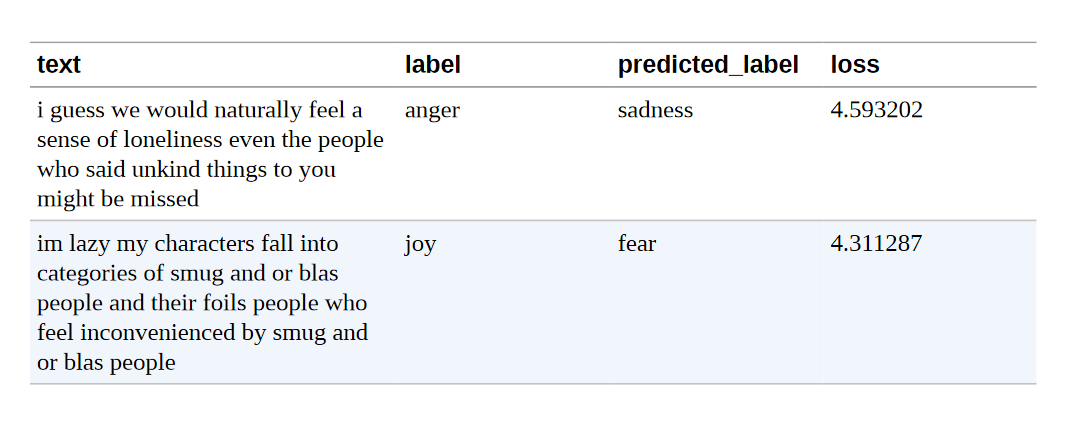 text label predicted_label loss
i guess we would naturally feel a anger sadness 4.593202
sense of loneliness even the people
who said unkind things to you
might be missed
im lazy my characters fall into joy fear 4.311287
categories of smug and or blas
people and their foils people who
feel inconvenienced by smug and
or blas people